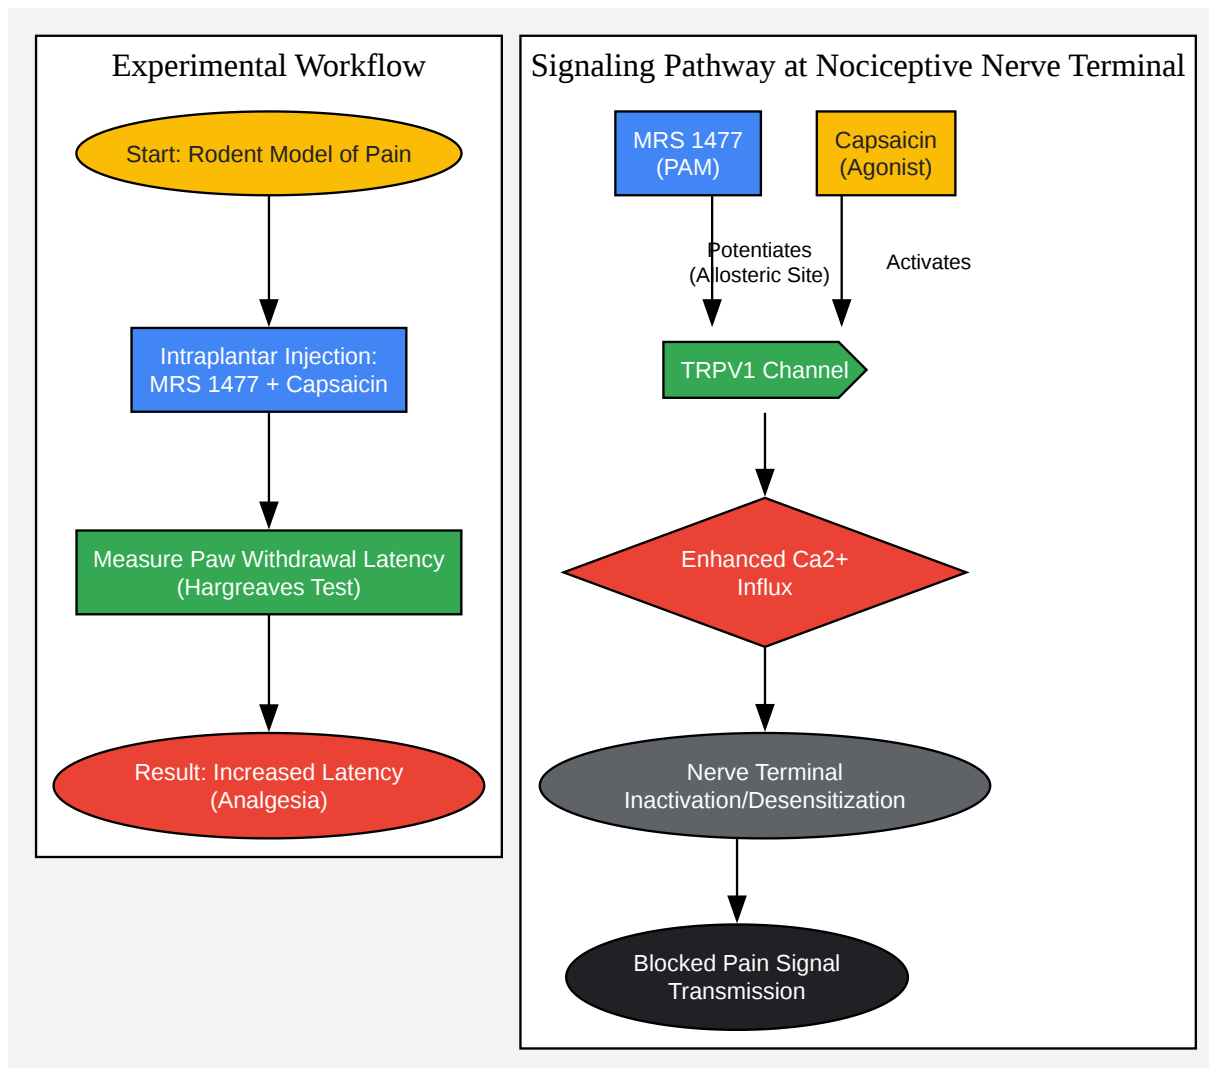 Experimental Workflow
Start: Rodent Model of Pain
Intraplantar Injection:
MRS 1477 + Capsaicin
Measure Paw Withdrawal Latency
(Hargreaves Test)
Result: Increased Latency
(Analgesia)
Signaling Pathway at Nociceptive Nerve Terminal
MRS 1477
(PAM)
Capsaicin
(Agonist)
Potentiates
(Allosteric Site)
Activates
TRPV1 Channel
Enhanced Ca2+
Influx
Nerve Terminal
Inactivation/Desensitization
Blocked Pain Signal
Transmission